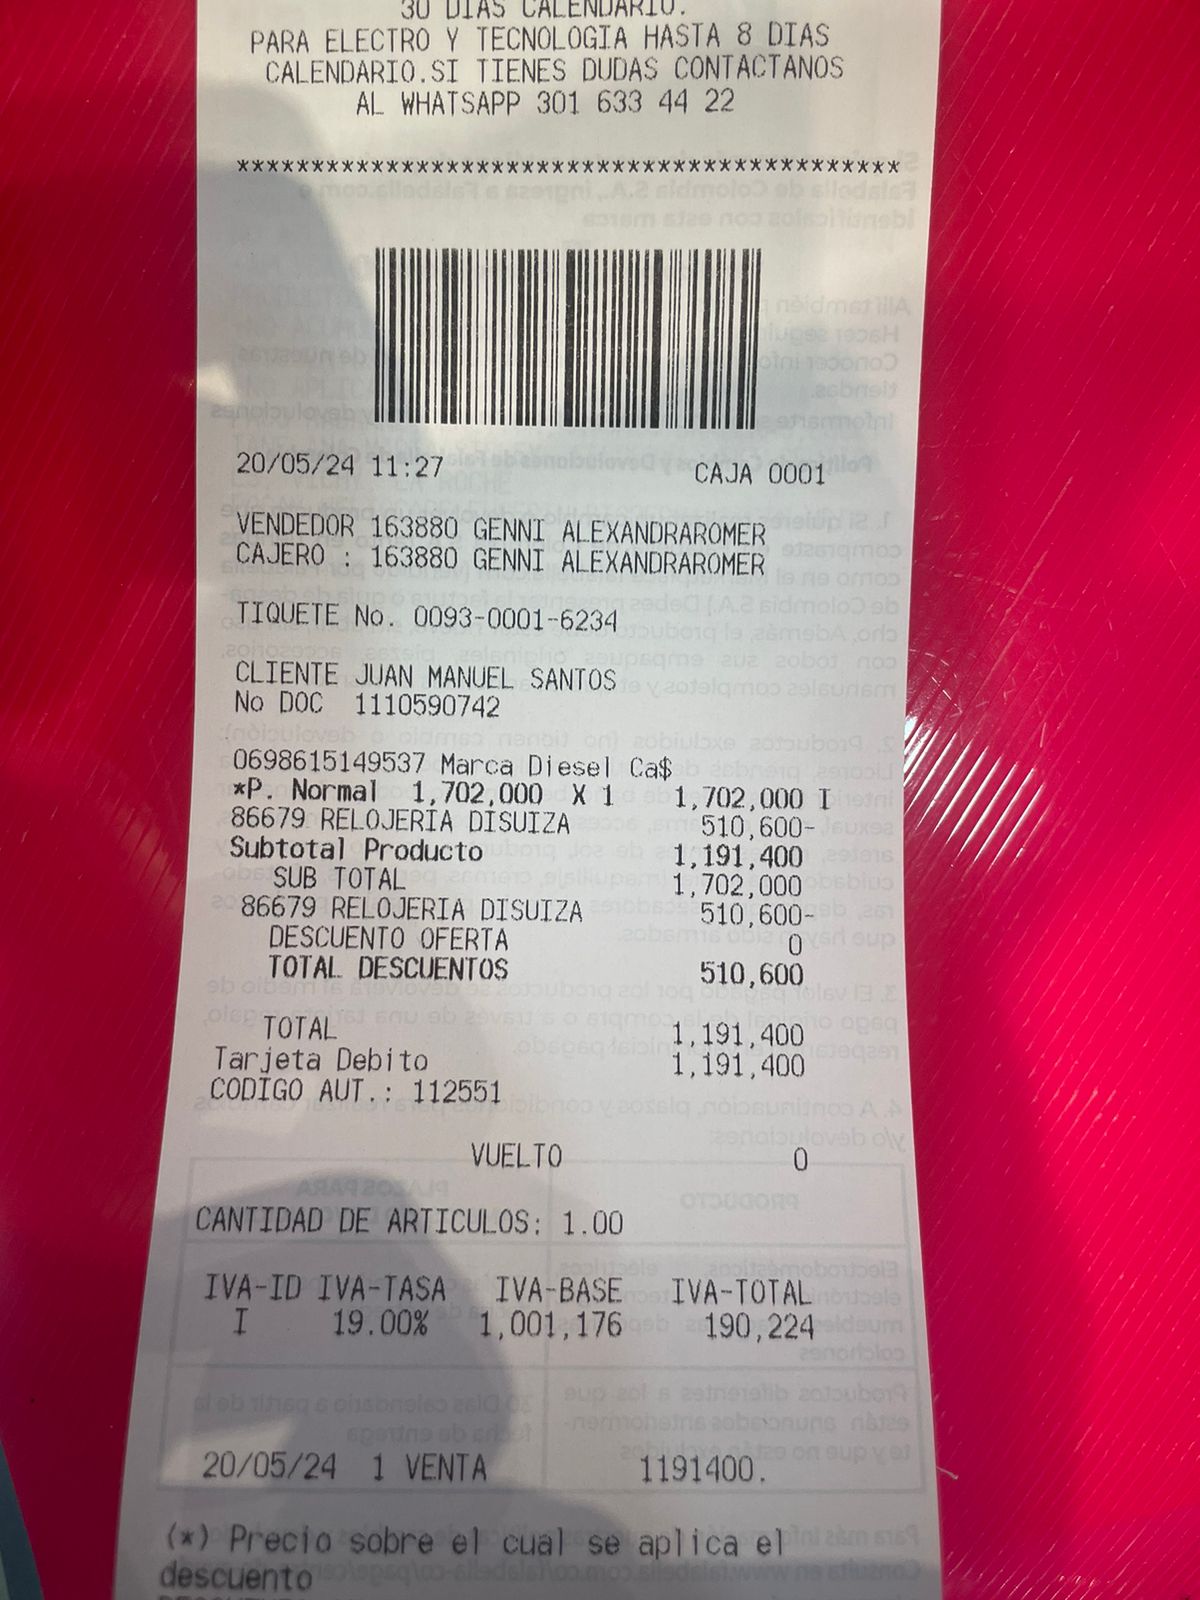 30 DIAS CALENDARIO.
PARA ELECTRO Y TECNOLOGIA HASTA 8 DIAS
CALENDARIO.SI TIENES DUDAS CONTACTANOS
AL WHATSAPP 301 633 44 22
********************************************
20/05/24 11:27 CAJA 0001
VENDEDOR 163880 GENNI ALEXANDRAROMER
CAJERO : 163880 GENNI ALEXANDRAROMER
TIQUETE No. 0093-0001-6234
CLIENTE JUAN MANUEL SANTOS
No DOC 1110590742
0698615149537 Marca Diesel Ca$
*P. Normal 1,702,000 X 1 1,702,000 I
86679 RELOJERIA DISUIZA 510,600-
Subtotal Producto 1,191,400
SUB TOTAL 1,702,000
86679 RELOJERIA DISUIZA 510,600-
DESCUENTO OFERTA 0
TOTAL DESCUENTOS 510,600
TOTAL 1,191,400
Tarjeta Debito 1,191,400
CODIGO AUT.: 112551
VUELTO 0
CANTIDAD DE ARTICULOS: 1.00
IVA-ID IVA-TASA IVA-BASE IVA-TOTAL
I 19.00% 1,001,176 190,224
20/05/24 1 VENTA 1191400.
(*) Precio sobre el cual se aplica el
descuento